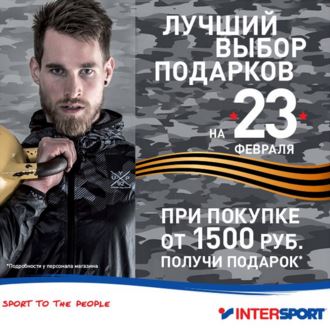 ЛУЧШИЙ
ВЫБОР
ПОДАРКОВ
НА *23*
ФЕВРАЛЯ
ПРИ ПОКУПКЕ
ОТ 1500 РУБ.
ПОЛУЧИ ПОДАРОК*
*Подробности у персонала магазина.
SPORT TO THE PEOPLE
INTERSPORT